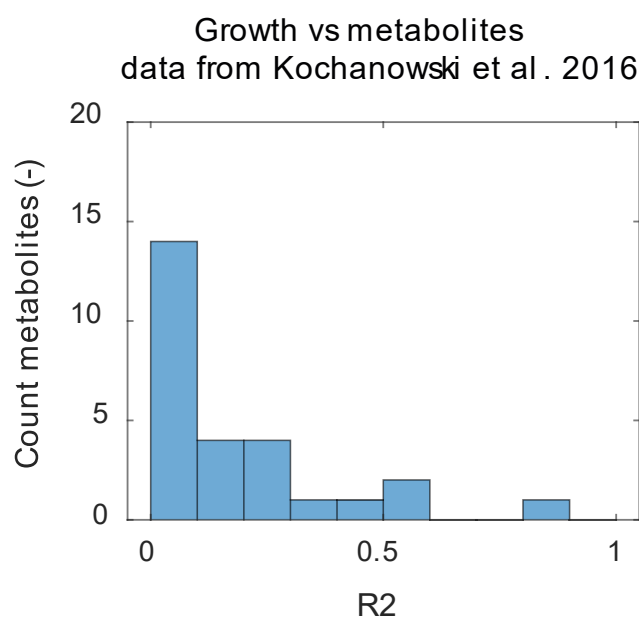 Growth vs metabolites
data from Kochanowski et al. 2016
Count metabolites (-)
20
15
10
5
0
0 0.5 1
R2